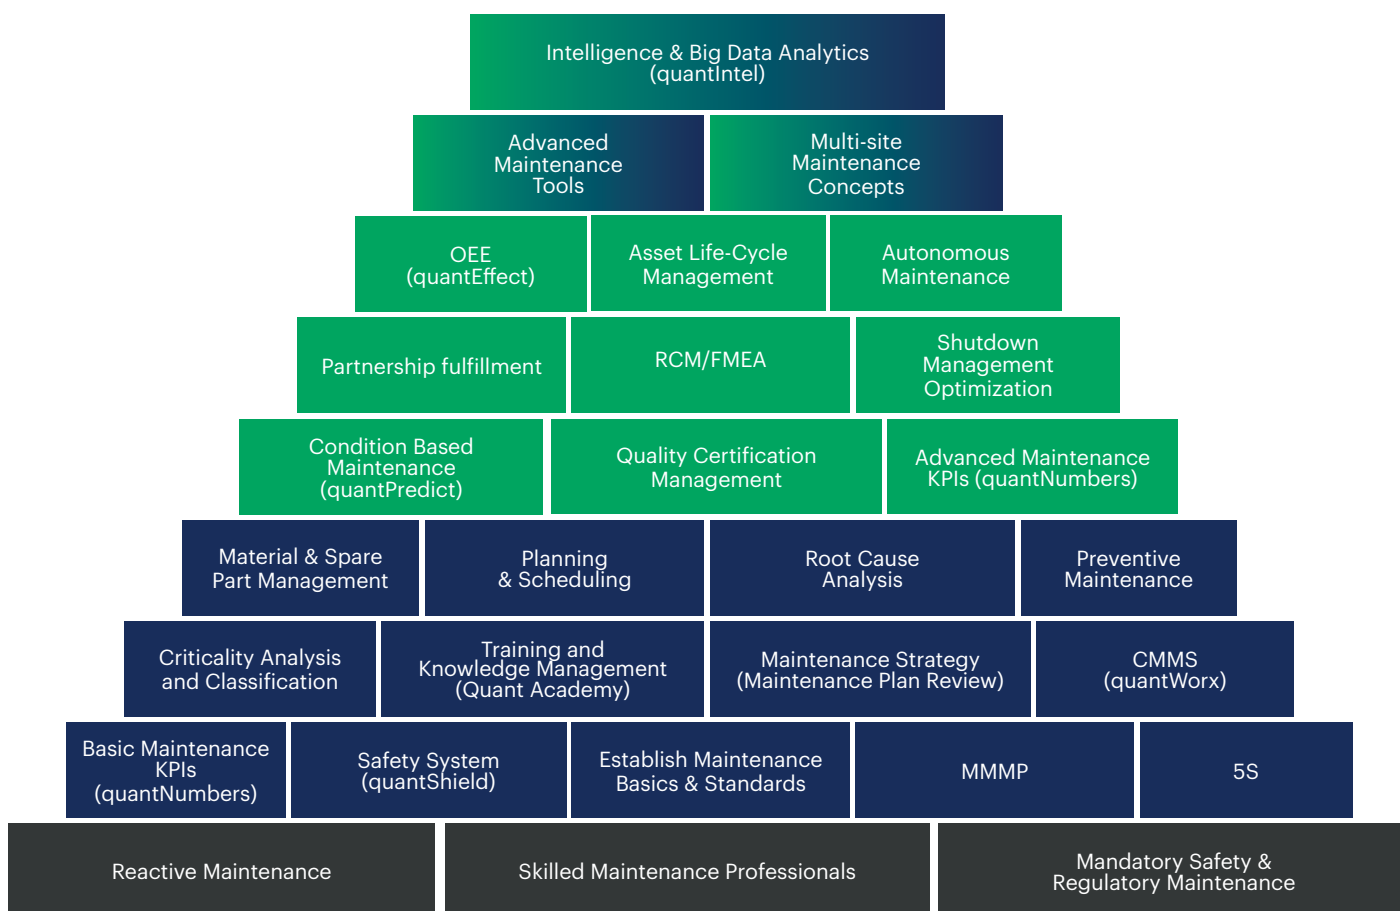 Intelligence & Big Data Analytics
(quantIntel)
Advanced
Maintenance
Tools
Multi-site
Maintenance
Concepts
OEE
(quantEffect)
Asset Life-Cycle
Management
Autonomous
Maintenance
Partnership fulfillment
RCM/FMEA
Shutdown
Management
Optimization
Condition Based
Maintenance
(quantPredict)
Quality Certification
Management
Advanced Maintenance
KPIs (quantNumbers)
Material & Spare
Part Management
Planning
& Scheduling
Root Cause
Analysis
Preventive
Maintenance
Criticality Analysis
and Classification
Training and
Knowledge Management
(Quant Academy)
Maintenance Strategy
(Maintenance Plan Review)
CMMS
(quantWorx)
Basic Maintenance
KPIs
(quantNumbers)
Safety System
(quantShield)
Establish Maintenance
Basics & Standards
MMMP
5S
Reactive Maintenance
Skilled Maintenance Professionals
Mandatory Safety &
Regulatory Maintenance